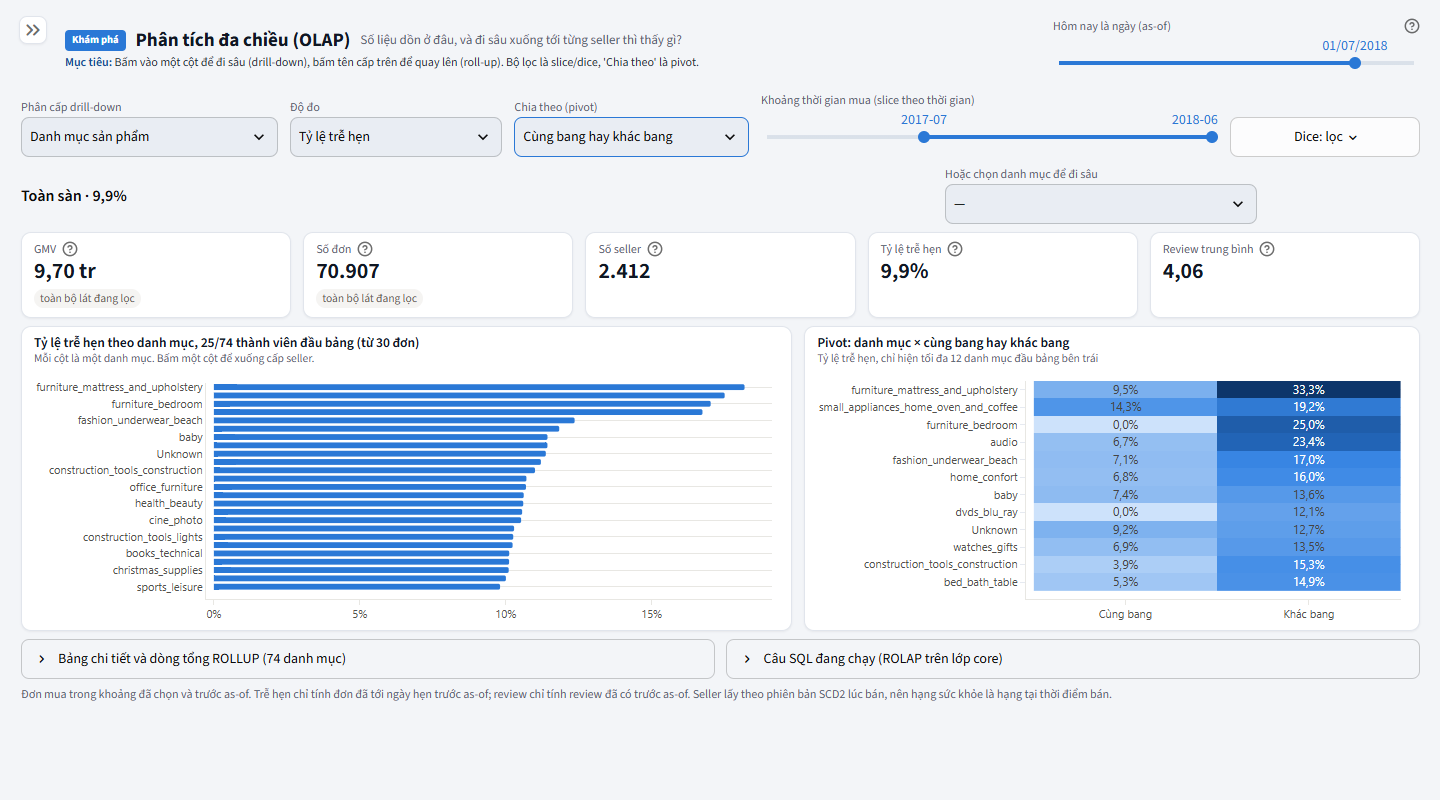 Hôm nay là ngày (as-of)
Khám phá
Phân tích đa chiều (OLAP)
Số liệu dồn ở đâu, và đi sâu xuống tới từng seller thì thấy gì?
01/07/2018
Mục tiêu: Bấm vào một cột để đi sâu (drill-down), bấm tên cấp trên để quay lên (roll-up). Bộ lọc là slice/dice, 'Chia theo' là pivot.
Phân cấp drill-down
Độ đo
Chia theo (pivot)
Khoảng thời gian mua (slice theo thời gian)
Danh mục sản phẩm
Tỷ lệ trễ hẹn
Cùng bang hay khác bang
2017-07
2018-06
Dice: lọc
Toàn sàn · 9,9%
Hoặc chọn danh mục để đi sâu
—
GMV
9,70 tr
toàn bộ lát đang lọc
Số đơn
70.907
toàn bộ lát đang lọc
Số seller
2.412
Tỷ lệ trễ hẹn
9,9%
Review trung bình
4,06
Tỷ lệ trễ hẹn theo danh mục, 25/74 thành viên đầu bảng (từ 30 đơn)
Mỗi cột là một danh mục. Bấm một cột để xuống cấp seller.
furniture_mattress_and_upholstery
furniture_bedroom
fashion_underwear_beach
baby
Unknown
construction_tools_construction
office_furniture
health_beauty
cine_photo
construction_tools_lights
books_technical
christmas_supplies
sports_leisure
0%
5%
10%
15%
Pivot: danh mục × cùng bang hay khác bang
Tỷ lệ trễ hẹn, chỉ hiện tối đa 12 danh mục đầu bảng bên trái
furniture_mattress_and_upholstery 9,5% 33,3%
small_appliances_home_oven_and_coffee 14,3% 19,2%
furniture_bedroom 0,0% 25,0%
audio 6,7% 23,4%
fashion_underwear_beach 7,1% 17,0%
home_confort 6,8% 16,0%
baby 7,4% 13,6%
dvds_blu_ray 0,0% 12,1%
Unknown 9,2% 12,7%
watches_gifts 6,9% 13,5%
construction_tools_construction 3,9% 15,3%
bed_bath_table 5,3% 14,9%
Cùng bang
Khác bang
Bảng chi tiết và dòng tổng ROLLUP (74 danh mục)
Câu SQL đang chạy (ROLAP trên lớp core)
Đơn mua trong khoảng đã chọn và trước as-of. Trễ hẹn chỉ tính đơn đã tới ngày hẹn trước as-of; review chỉ tính review đã có trước as-of. Seller lấy theo phiên bản SCD2 lúc bán, nên hạng sức khỏe là hạng tại thời điểm bán.